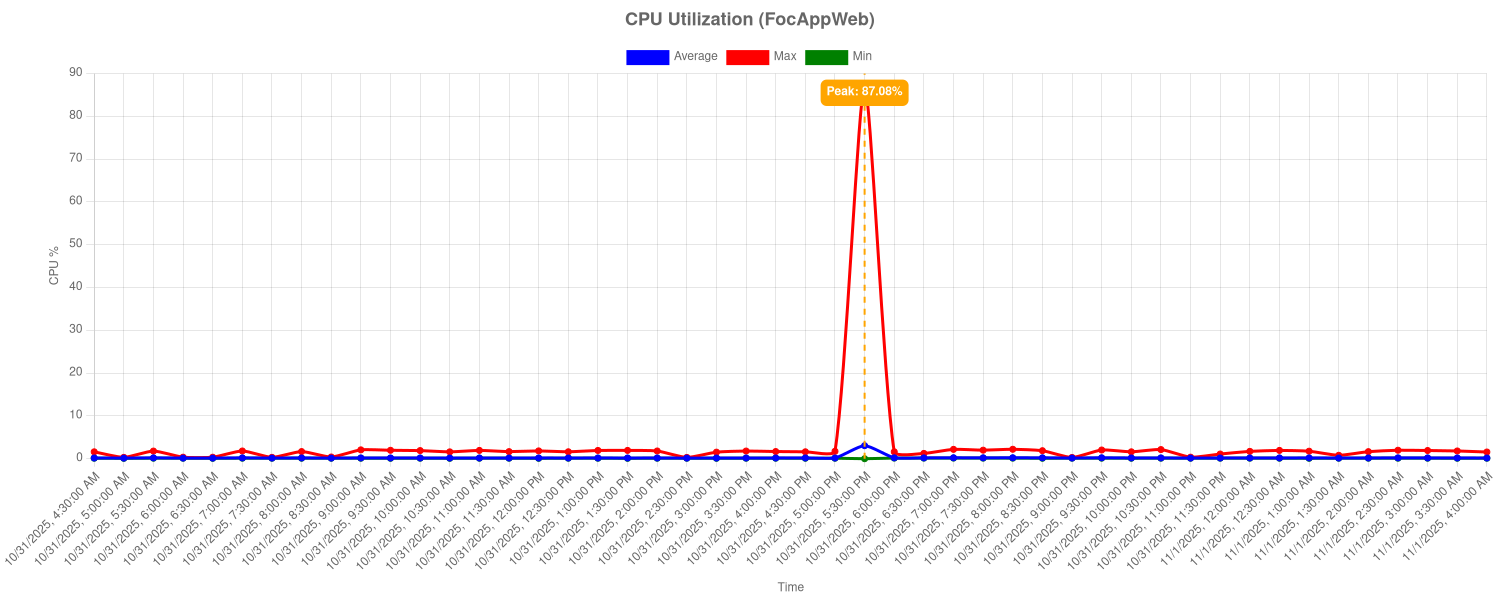 CPU Utilization (FocAppWeb)
Average Max Min
90
80
70
60
50
40
30
20
10
0
CPU %
Peak: 87.08%
10/31/2025, 4:30:00 AM
10/31/2025, 5:00:00 AM
10/31/2025, 5:30:00 AM
10/31/2025, 6:00:00 AM
10/31/2025, 6:30:00 AM
10/31/2025, 7:00:00 AM
10/31/2025, 7:30:00 AM
10/31/2025, 8:00:00 AM
10/31/2025, 8:30:00 AM
10/31/2025, 9:00:00 AM
10/31/2025, 9:30:00 AM
10/31/2025, 10:00:00 AM
10/31/2025, 10:30:00 AM
10/31/2025, 11:00:00 AM
10/31/2025, 11:30:00 AM
10/31/2025, 12:00:00 PM
10/31/2025, 12:30:00 PM
10/31/2025, 1:00:00 PM
10/31/2025, 1:30:00 PM
10/31/2025, 2:00:00 PM
10/31/2025, 2:30:00 PM
10/31/2025, 3:00:00 PM
10/31/2025, 3:30:00 PM
10/31/2025, 4:00:00 PM
10/31/2025, 4:30:00 PM
10/31/2025, 5:00:00 PM
10/31/2025, 5:30:00 PM
10/31/2025, 6:00:00 PM
10/31/2025, 6:30:00 PM
10/31/2025, 7:00:00 PM
10/31/2025, 7:30:00 PM
10/31/2025, 8:00:00 PM
10/31/2025, 8:30:00 PM
10/31/2025, 9:00:00 PM
10/31/2025, 9:30:00 PM
10/31/2025, 10:00:00 PM
10/31/2025, 10:30:00 PM
10/31/2025, 11:00:00 PM
10/31/2025, 11:30:00 PM
11/1/2025, 12:00:00 AM
11/1/2025, 12:30:00 AM
11/1/2025, 1:00:00 AM
11/1/2025, 1:30:00 AM
11/1/2025, 2:00:00 AM
11/1/2025, 2:30:00 AM
11/1/2025, 3:00:00 AM
11/1/2025, 3:30:00 AM
11/1/2025, 4:00:00 AM
Time